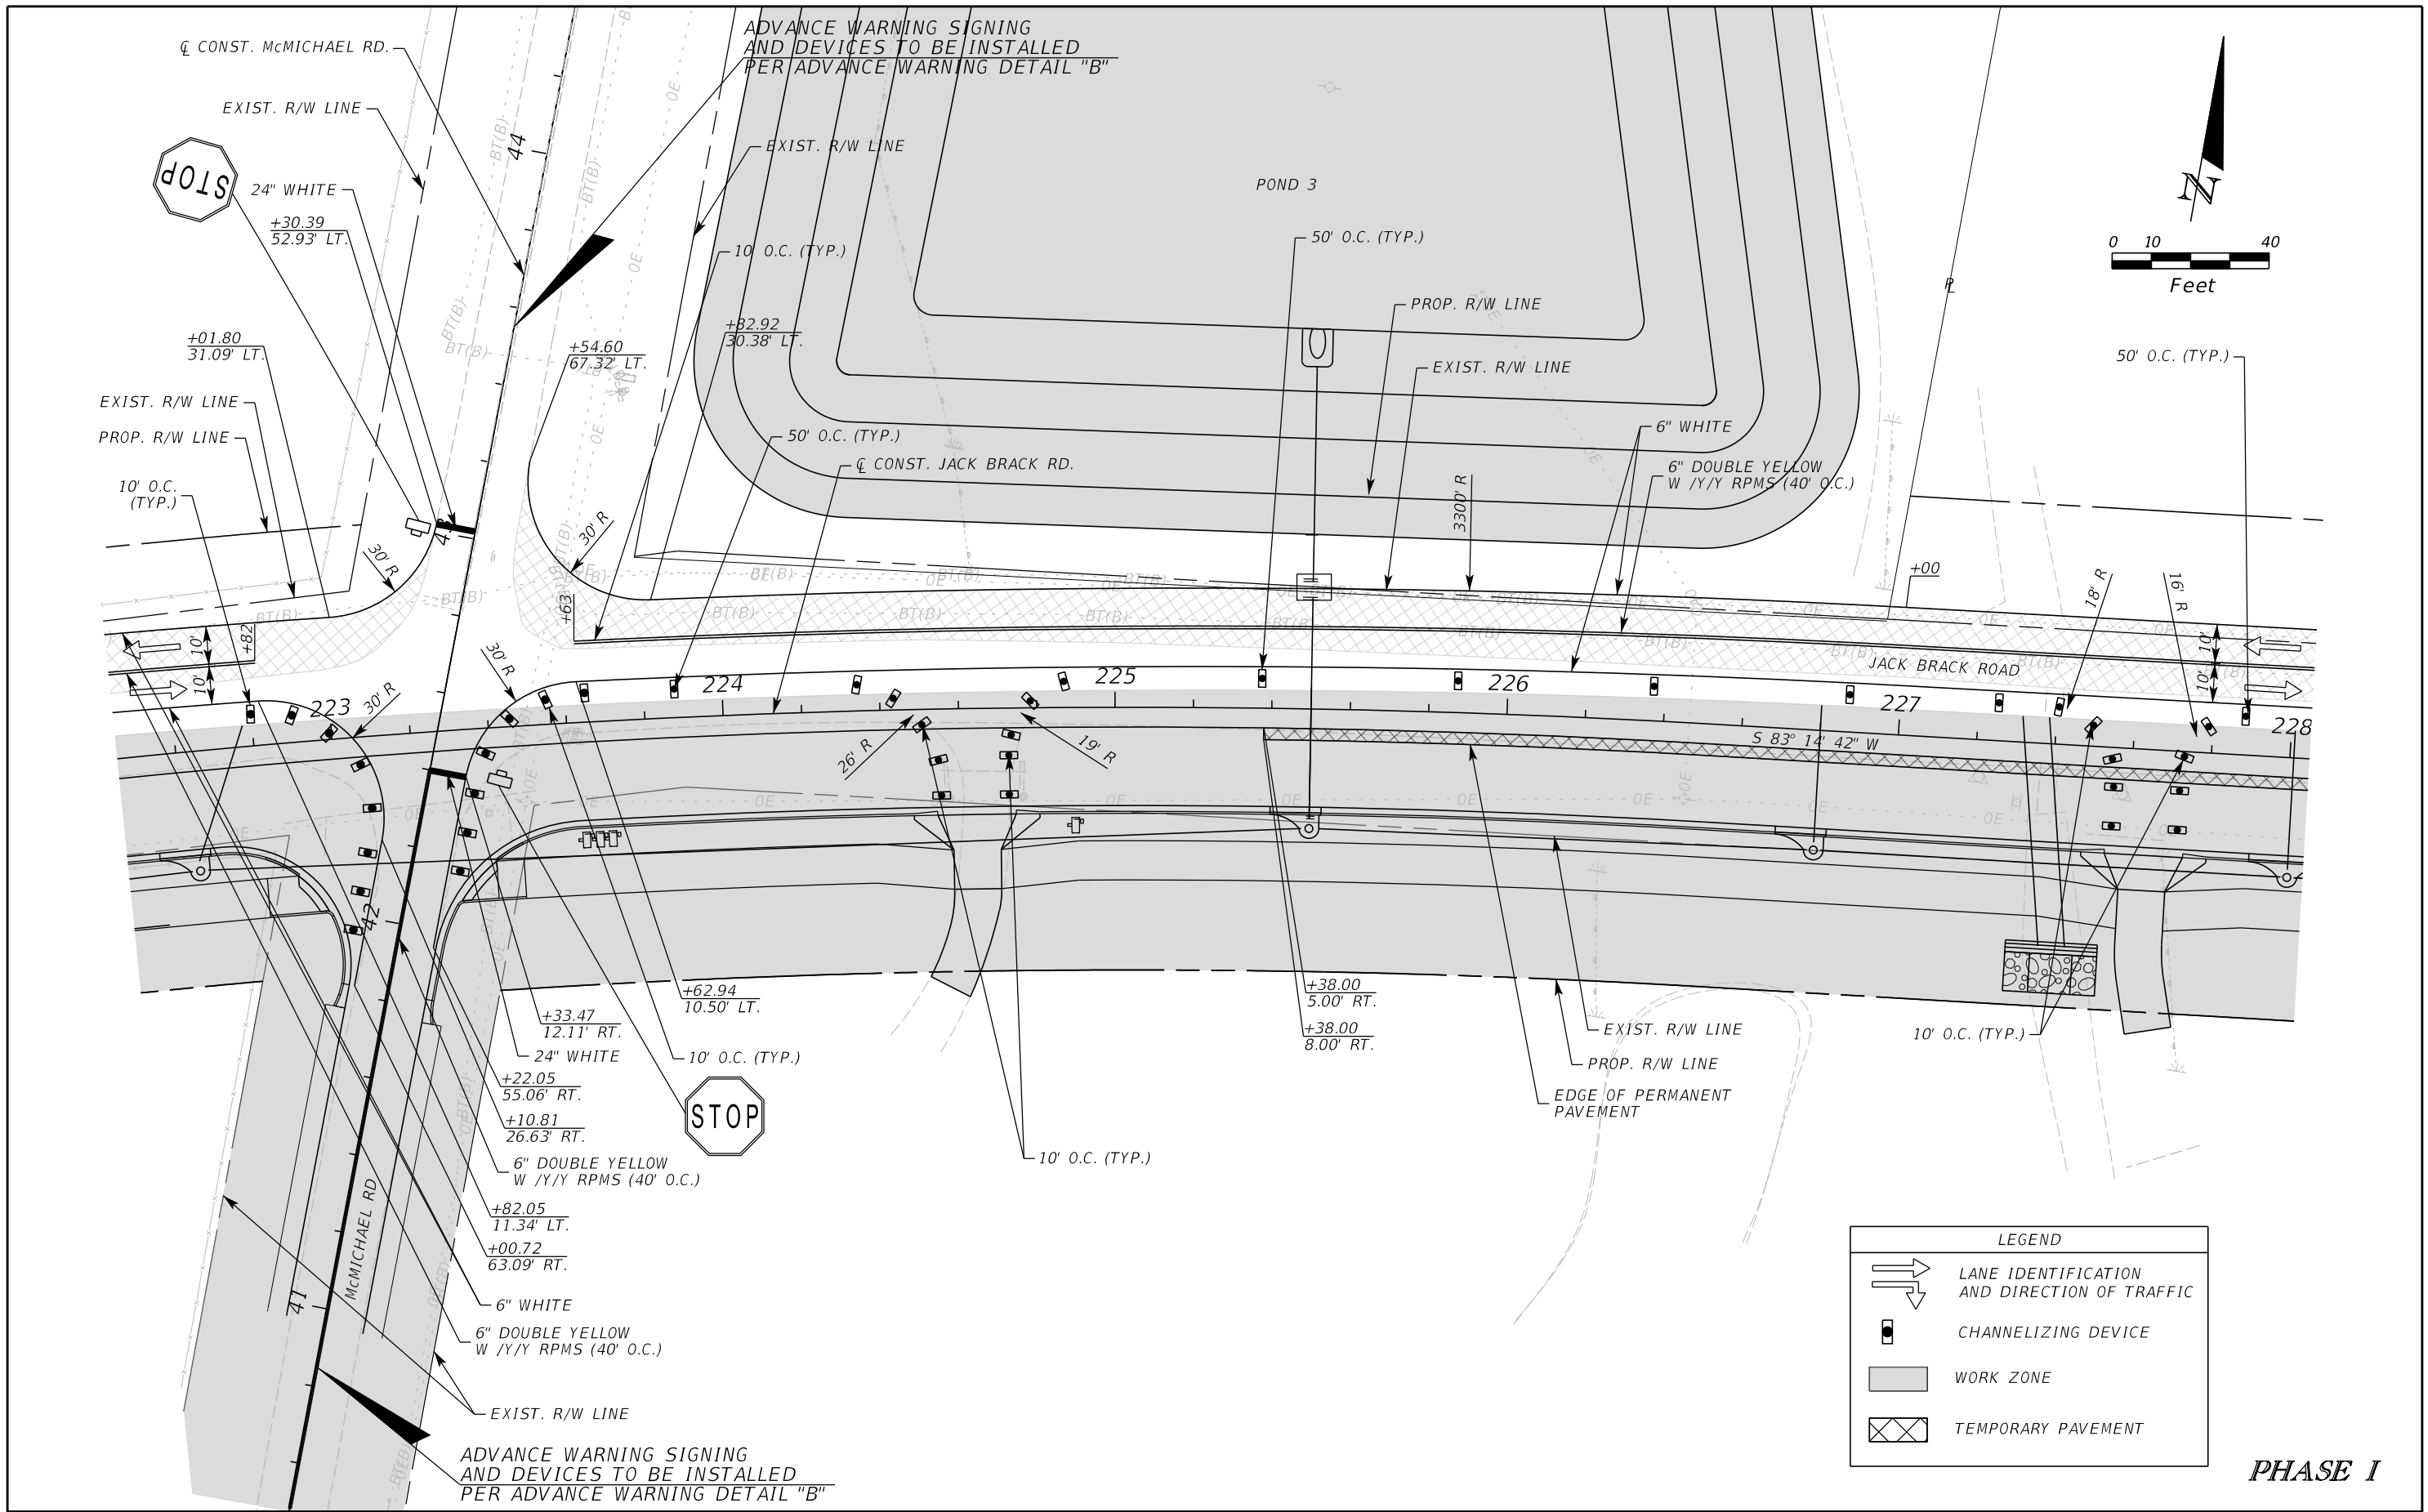 ADVANCE WARNING SIGNING
AND DEVICES TO BE INSTALLED
PER ADVANCE WARNING DETAIL "B"
℄ CONST. McMICHAEL RD.
EXIST. R/W LINE
STOP
24" WHITE
+30.39
52.93' LT.
44
EXIST. R/W LINE
10' O.C. (TYP.)
POND 3
50' O.C. (TYP.)
N
0 10 40
Feet
PROP. R/W LINE
EXIST. R/W LINE
50' O.C. (TYP.)
+01.80
31.09' LT.
+54.60
67.32' LT.
+82.92
30.38' LT.
EXIST. R/W LINE
PROP. R/W LINE
10' O.C.
(TYP.)
50' O.C. (TYP.)
℄ CONST. JACK BRACK RD.
6" WHITE
6" DOUBLE YELLOW
W /Y/Y RPMS (40' O.C.)
3300' R
43
30' R
30' R
+63
+82
10'
10'
30' R
30' R
+00
18' R
16' R
10'
10'
JACK BRACK ROAD
223
224
225
226
227
228
26' R
19' R
S 83° 14' 42" W
BT(B)
OE
42
+62.94
10.50' LT.
+33.47
12.11' RT.
24" WHITE
10' O.C. (TYP.)
+22.05
55.06' RT.
STOP
+10.81
26.63' RT.
6" DOUBLE YELLOW
W /Y/Y RPMS (40' O.C.)
+82.05
11.34' LT.
+00.72
63.09' RT.
6" WHITE
6" DOUBLE YELLOW
W /Y/Y RPMS (40' O.C.)
EXIST. R/W LINE
McMICHAEL RD
41
10' O.C. (TYP.)
+38.00
5.00' RT.
+38.00
8.00' RT.
EXIST. R/W LINE
PROP. R/W LINE
EDGE OF PERMANENT
PAVEMENT
10' O.C. (TYP.)
ADVANCE WARNING SIGNING
AND DEVICES TO BE INSTALLED
PER ADVANCE WARNING DETAIL "B"
LEGEND
LANE IDENTIFICATION
AND DIRECTION OF TRAFFIC
CHANNELIZING DEVICE
WORK ZONE
TEMPORARY PAVEMENT
PHASE I